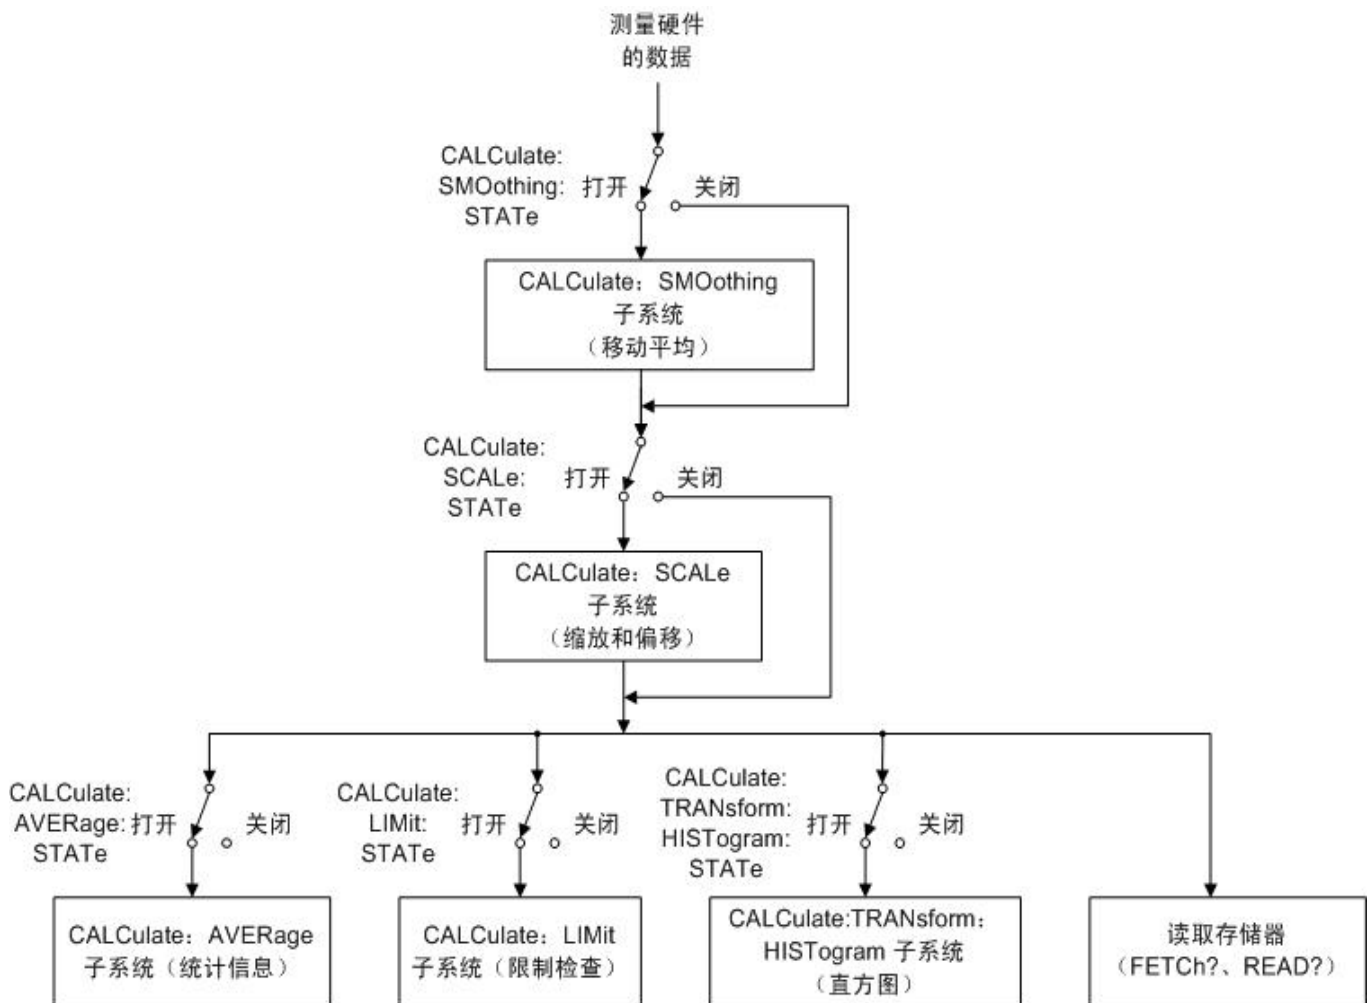 测量硬件
的数据
CALCulate:
SMOothing:
STATe
打开
关闭
CALCulate：SMOothing
子系统
（移动平均）
CALCulate:
SCALe:
STATe
打开
关闭
CALCulate：SCALe
子系统
（缩放和偏移）
CALCulate:
AVERage:
STATe
打开
关闭
CALCulate:
LIMit:
STATe
打开
关闭
CALCulate:
TRANsform:
HISTogram:
STATe
打开
关闭
CALCulate：AVERage
子系统（统计信息）
CALCulate：LIMit
子系统（限制检查）
CALCulate:TRANsform：
HISTogram 子系统
（直方图）
读取存储器
（FETCh?、READ?）